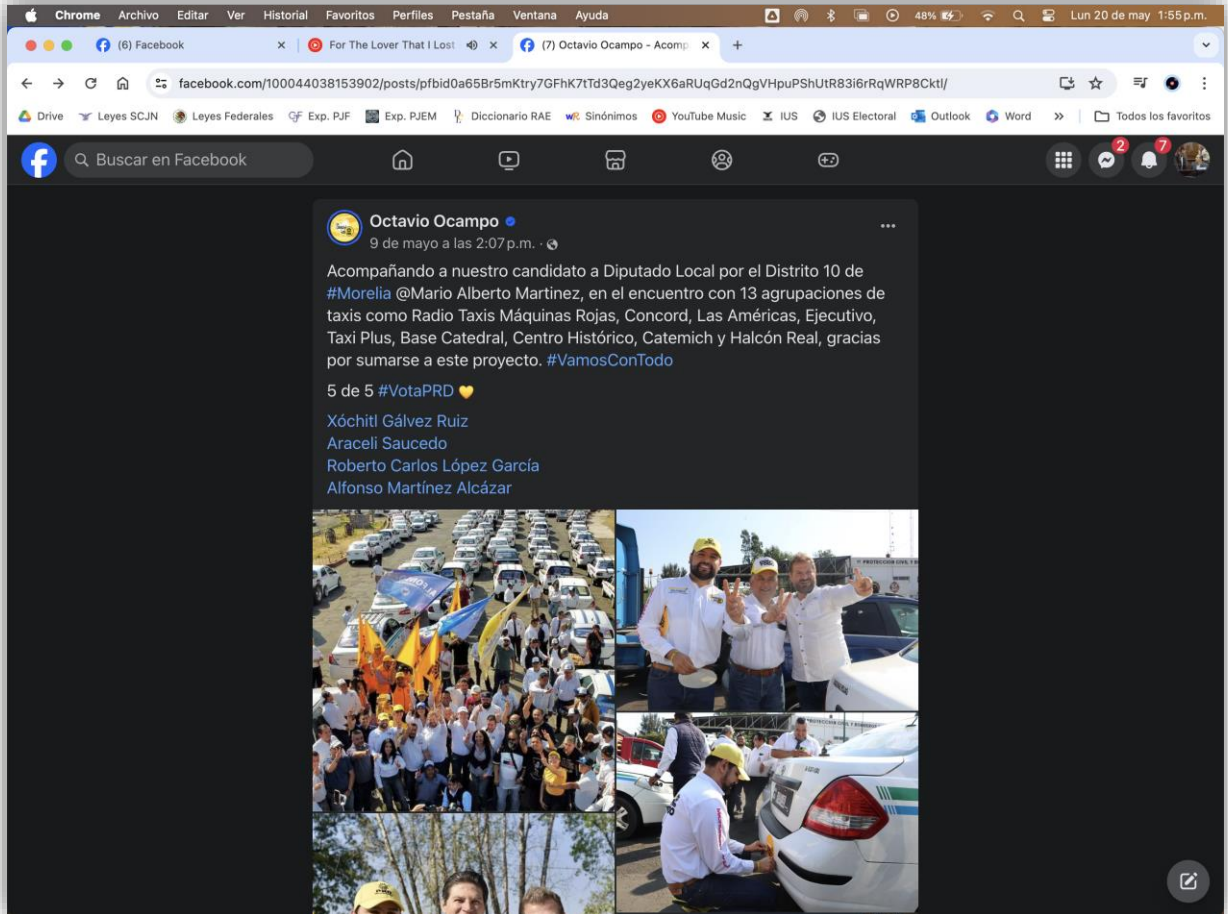 Chrome Archivo Editar Ver Historial Favoritos Perfiles Pestaña Ventana Ayuda 48% Lun 20 de may 1:55 p.m.
(6) Facebook For The Lover That I Lost (7) Octavio Ocampo - Acomp
facebook.com/100044038153902/posts/pfbid0a65Br5mKtry7GFhK7tTd3Qeg2yeKX6aRUqGd2nQgVHpuPShUtR83i6rRqWRP8Cktl/
Drive Leyes SCJN Leyes Federales Exp. PJF Exp. PJEM Diccionario RAE Sinónimos YouTube Music IUS IUS Electoral Outlook Word Todos los favoritos
Buscar en Facebook 2 7
Octavio Ocampo
9 de mayo a las 2:07 p.m.
Acompañando a nuestro candidato a Diputado Local por el Distrito 10 de
#Morelia @Mario Alberto Martinez, en el encuentro con 13 agrupaciones de
taxis como Radio Taxis Máquinas Rojas, Concord, Las Américas, Ejecutivo,
Taxi Plus, Base Catedral, Centro Histórico, Catemich y Halcón Real, gracias
por sumarse a este proyecto. #VamosConTodo
5 de 5 #VotaPRD 💛
Xóchitl Gálvez Ruiz
Araceli Saucedo
Roberto Carlos López García
Alfonso Martínez Alcázar
PROTECCIÓN CIVIL Y